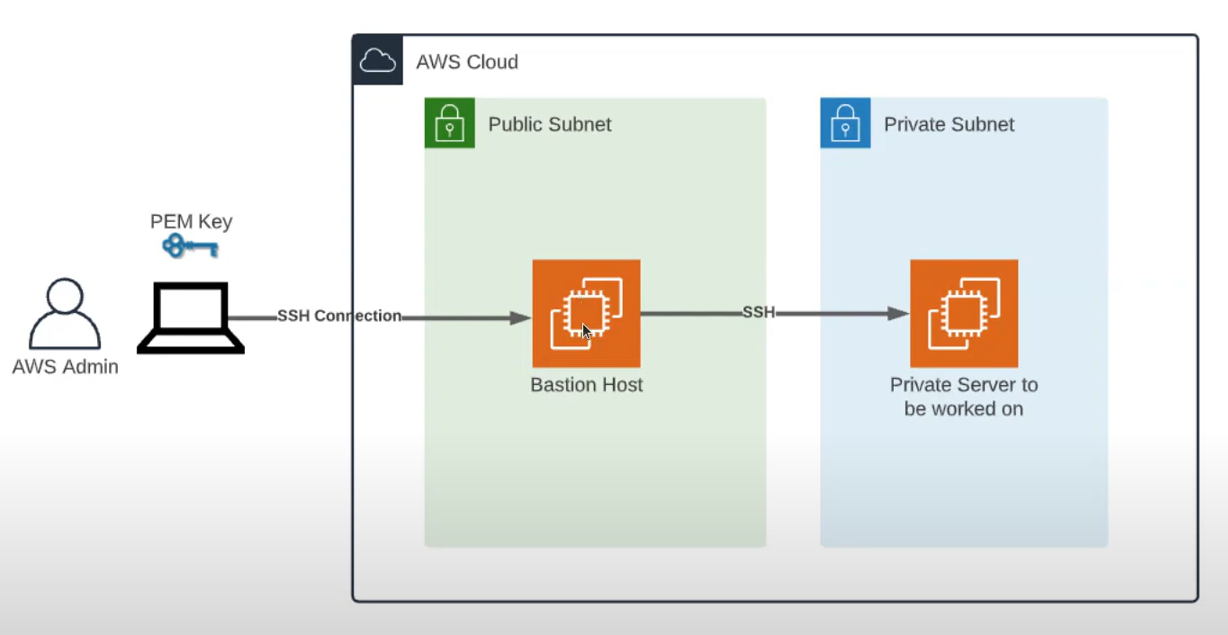 AWS Cloud
Public Subnet
Private Subnet
PEM Key
SSH Connection
SSH
AWS Admin
Bastion Host
Private Server to
be worked on